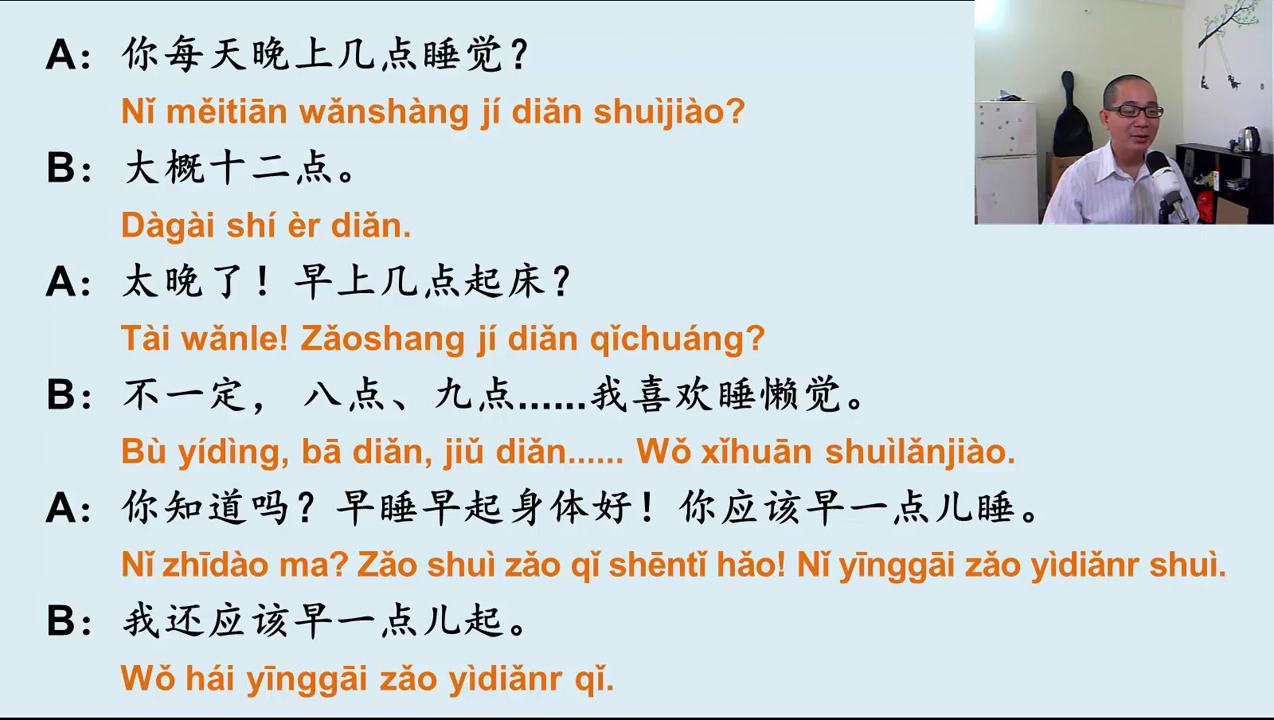 A：你每天晚上几点睡觉？
Nǐ měitiān wǎnshàng jí diǎn shuìjiào?
B：大概十二点。
Dàgài shí èr diǎn.
A：太晚了！早上几点起床？
Tài wǎnle! Zǎoshang jí diǎn qǐchuáng?
B：不一定，八点、九点......我喜欢睡懒觉。
Bù yídìng, bā diǎn, jiǔ diǎn...... Wǒ xǐhuān shuìlǎnjiào.
A：你知道吗？早睡早起身体好！你应该早一点儿睡。
Nǐ zhīdào ma? Zǎo shuì zǎo qǐ shēntǐ hǎo! Nǐ yīnggāi zǎo yìdiǎnr shuì.
B：我还应该早一点儿起。
Wǒ hái yīnggāi zǎo yìdiǎnr qǐ.